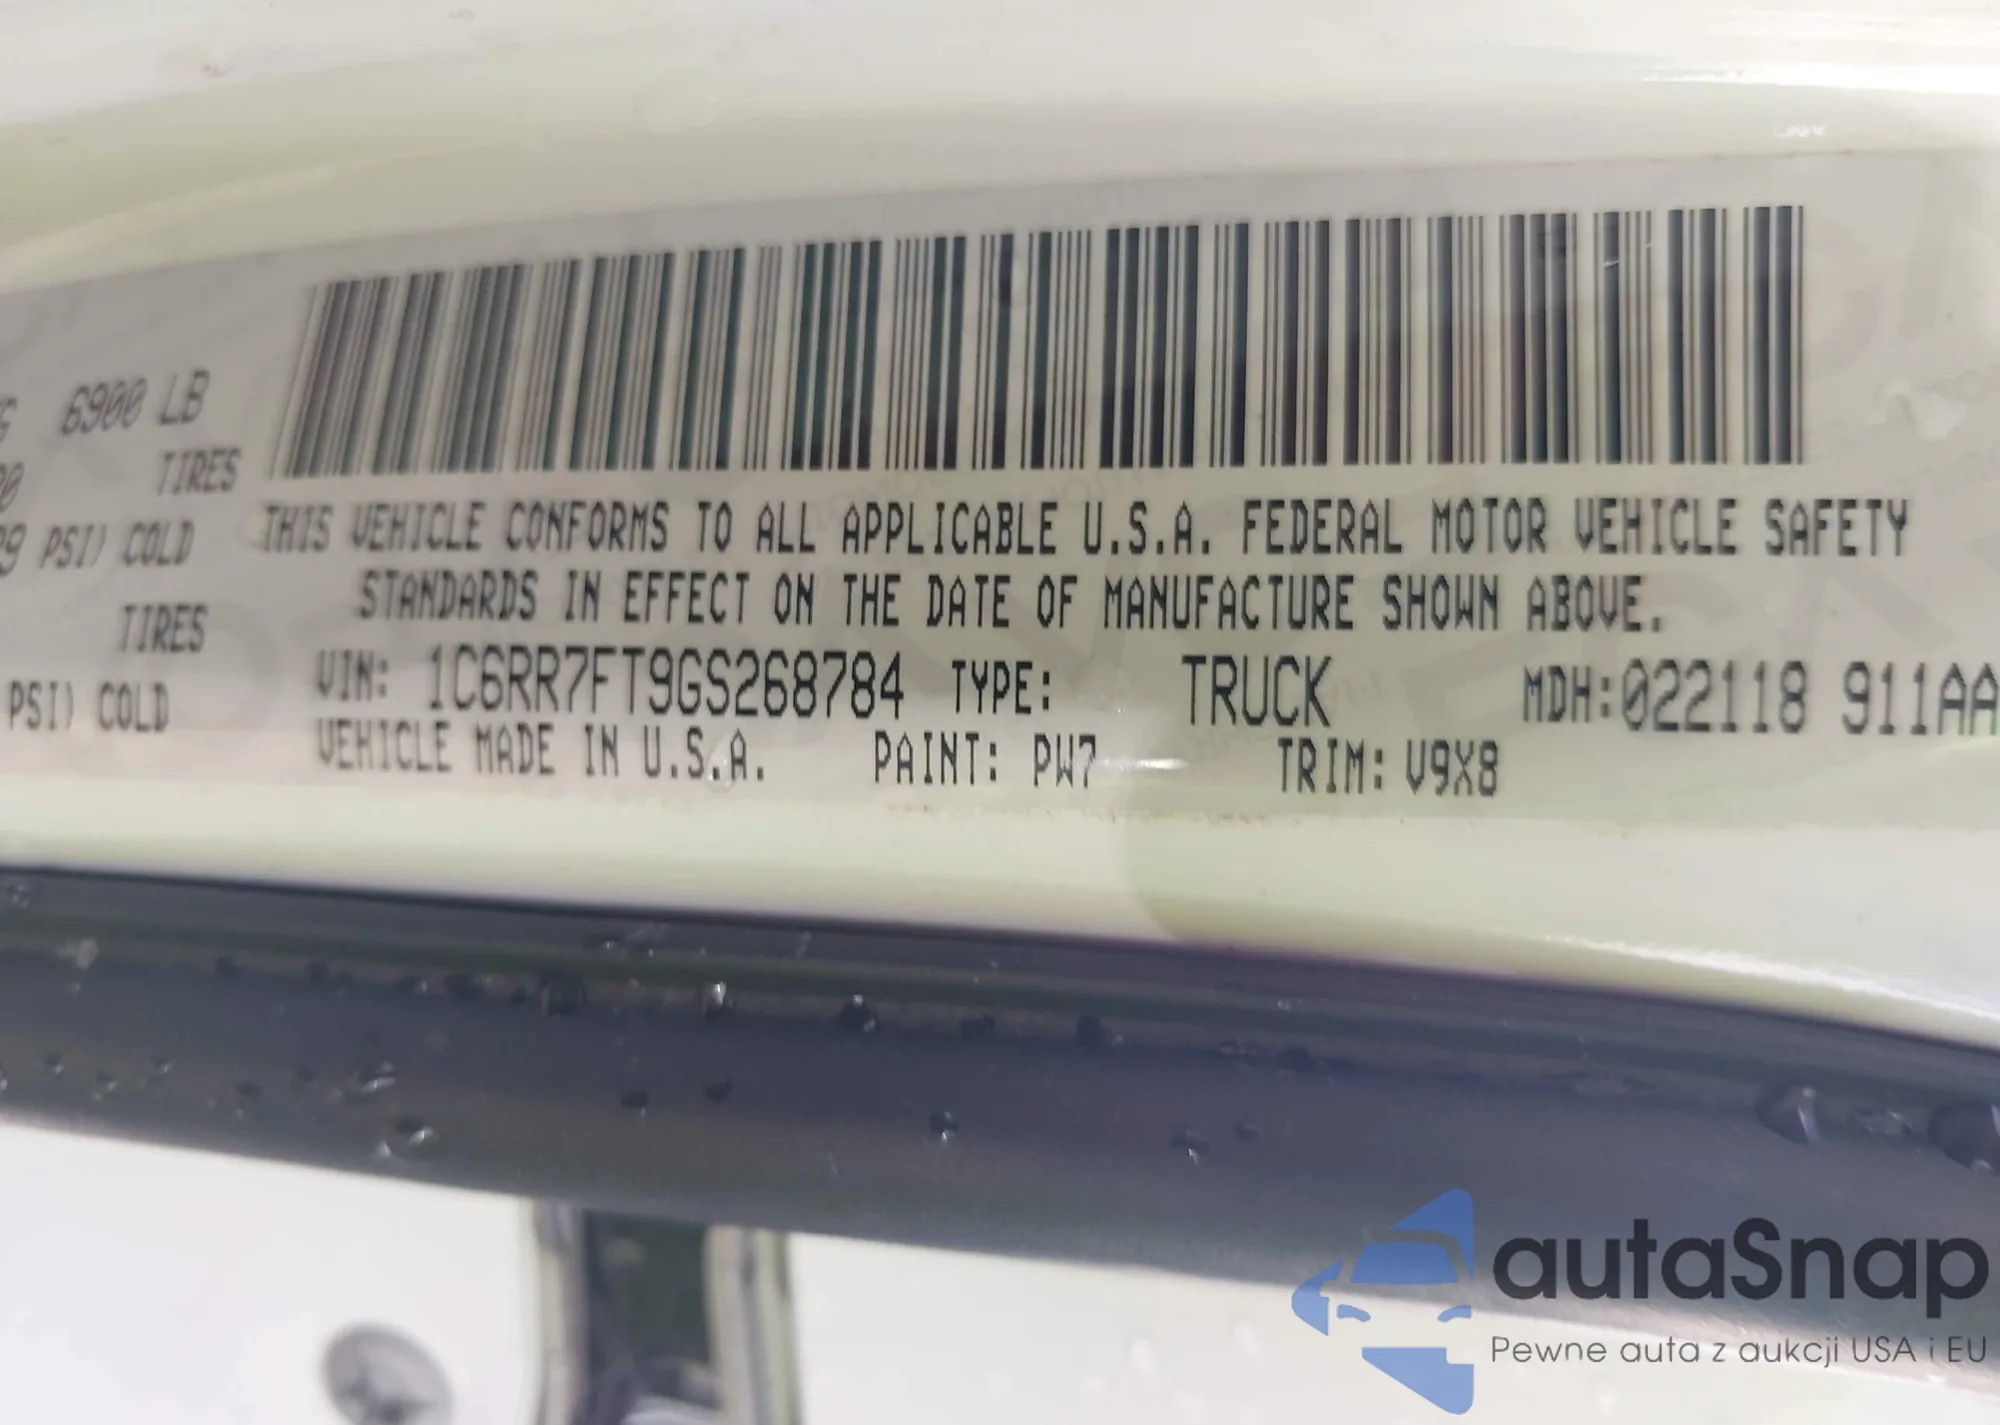 6900 LB
TIRES
PSI) COLD
TIRES
PSI) COLD
THIS VEHICLE CONFORMS TO ALL APPLICABLE U.S.A. FEDERAL MOTOR VEHICLE SAFETY
STANDARDS IN EFFECT ON THE DATE OF MANUFACTURE SHOWN ABOVE.
VIN: 1C6RR7FT9GS268784 TYPE: TRUCK MDH:022118 911AA
VEHICLE MADE IN U.S.A. PAINT: PW7 TRIM: V9X8
autaSnap
Pewne auta z aukcji USA i EU